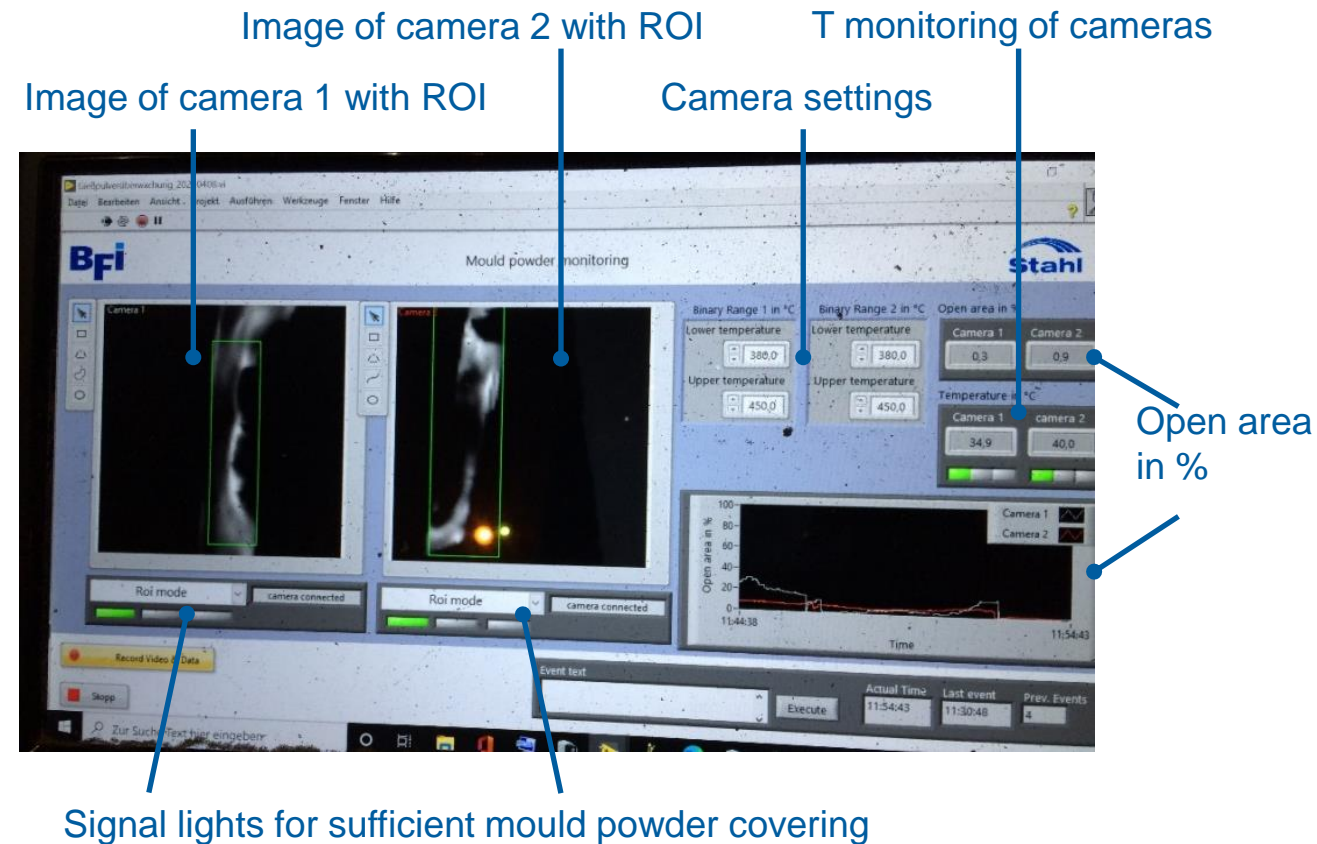 Image of camera 2 with ROI
T monitoring of cameras
Image of camera 1 with ROI
Camera settings
Datei Bearbeiten Ansicht Projekt Ausführen Werkzeuge Fenster Hilfe
BFI
Mould powder monitoring
Stahl
Camera 1
Camera 2
Binary Range 1 in °C
Binary Range 2 in °C
Open area in %
Lower temperature
380,0
Upper temperature
450,0
Lower temperature
380,0
Upper temperature
450,0
Camera 1
Camera 2
0,3
0,9
Temperature in °C
Camera 1
camera 2
34,9
40,0
Open area
in %
Roi mode
camera connected
Roi mode
camera connected
Open area in %
100
80
60
40
20
0
Camera 1
Camera 2
11:44:38
11:54:43
Time
Record Video & Data
Stopp
Event text
Execute
Actual Time
11:54:43
Last event
11:30:48
Prev. Events
4
Zur Suche Text hier eingeben
Signal lights for sufficient mould powder covering